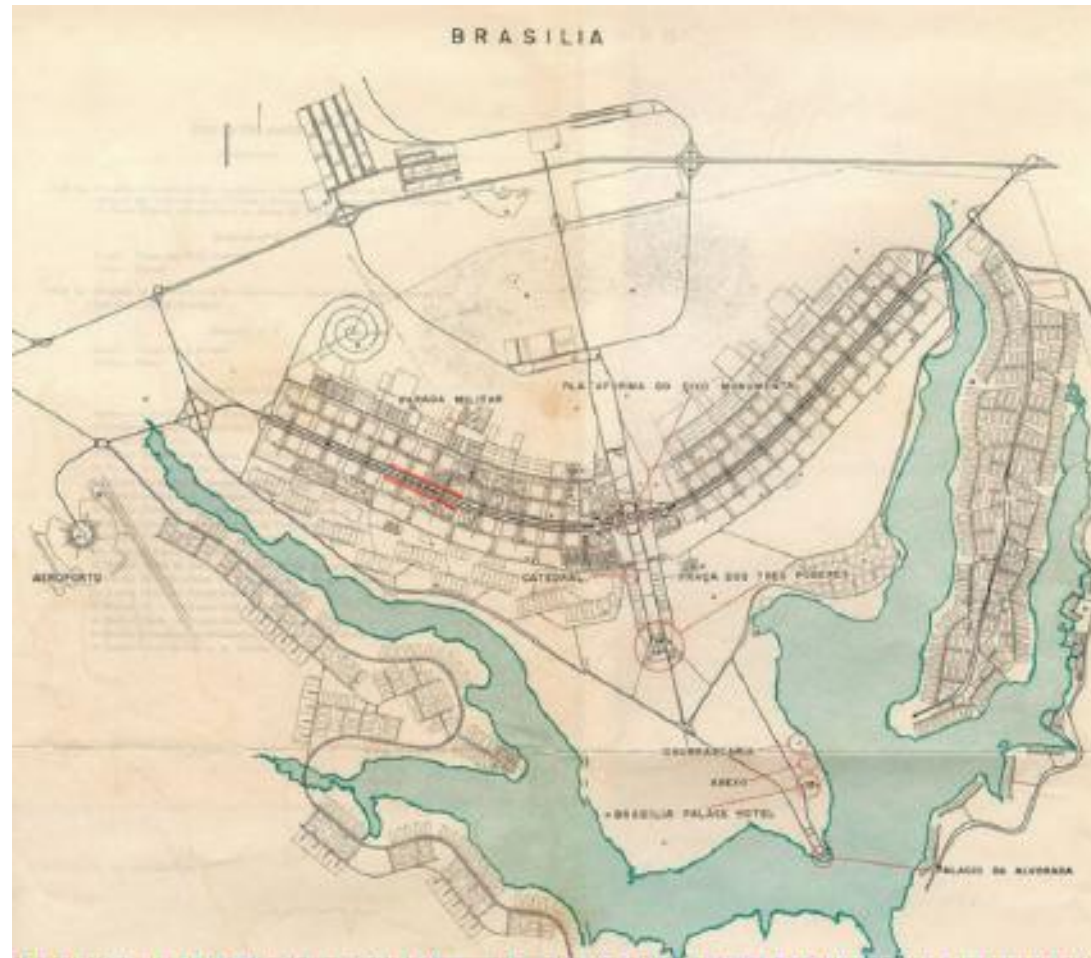 BRASILIA
PLATAFORMA DO EIXO MONUMENTAL
PARADA MILITAR
AEROPORTO
CATEDRAL
PRAÇA DOS TRES PODERES
CHURRASCARIA
ANEXO
BRASILIA PALACE HOTEL
PALACIO DA ALVORADA